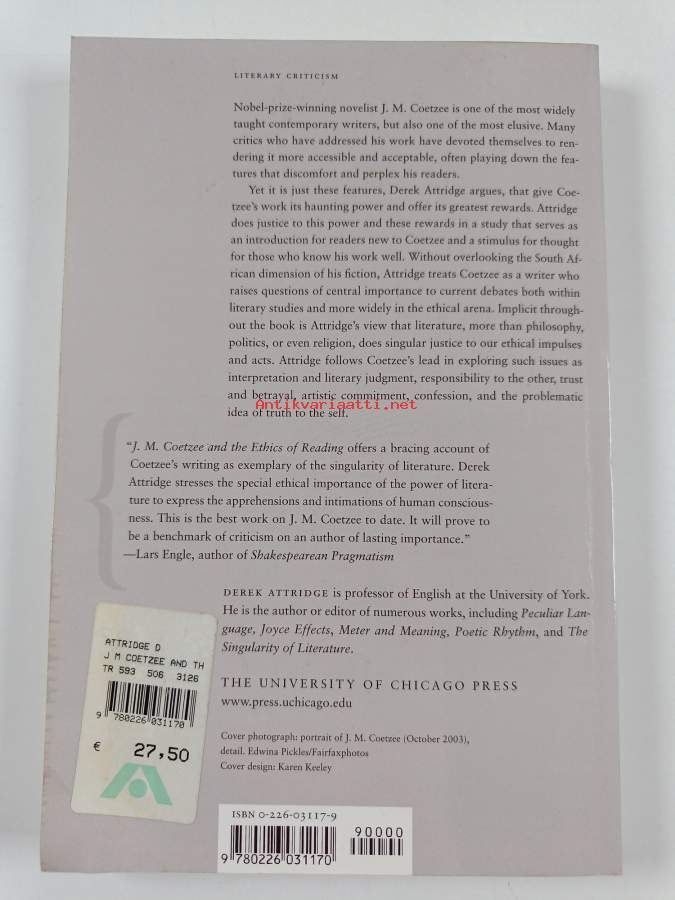 LITERARY CRITICISM
Nobel-prize-winning novelist J. M. Coetzee is one of the most widely
taught contemporary writers, but also one of the most elusive. Many
critics who have addressed his work have devoted themselves to ren-
dering it more accessible and acceptable, often playing down the fea-
tures that discomfort and perplex his readers.
Yet it is just these features, Derek Attridge argues, that give Coe-
tzee's work its haunting power and offer its greatest rewards. Attridge
does justice to this power and these rewards in a study that serves as
an introduction for readers new to Coetzee and a stimulus for thought
for those who know his work well. Without overlooking the South Af-
rican dimension of his fiction, Attridge treats Coetzee as a writer who
raises questions of central importance to current debates both within
literary studies and more widely in the ethical arena. Implicit through-
out the book is Attridge's view that literature, more than philosophy,
politics, or even religion, does singular justice to our ethical impulses
and acts. Attridge follows Coetzee's lead in exploring such issues as
interpretation and literary judgment, responsibility to the other, trust
and betrayal, artistic commitment, confession, and the problematic
Antikvariaatti.net
idea of truth to the self.
"J. M. Coetzee and the Ethics of Reading offers a bracing account of
Coetzee's writing as exemplary of the singularity of literature. Derek
Attridge stresses the special ethical importance of the power of litera-
ture to express the apprehensions and intimations of human conscious-
ness. This is the best work on J. M. Coetzee to date. It will prove to
be a benchmark of criticism on an author of lasting importance."
—Lars Engle, author of Shakespearean Pragmatism
DEREK ATTRIDGE is professor of English at the University of York.
He is the author or editor of numerous works, including Peculiar Lan-
guage, Joyce Effects, Meter and Meaning, Poetic Rhythm, and The
Singularity of Literature.
THE UNIVERSITY OF CHICAGO PRESS
www.press.uchicago.edu
Cover photograph: portrait of J. M. Coetzee (October 2003),
detail. Edwina Pickles/Fairfaxphotos
Cover design: Karen Keeley
ATTRIDGE D
J M COETZEE AND TH
TR 593 506 3126
9 780226 031170
€ 27,50
ISBN 0-226-03117-9
90000
9 780226 031170